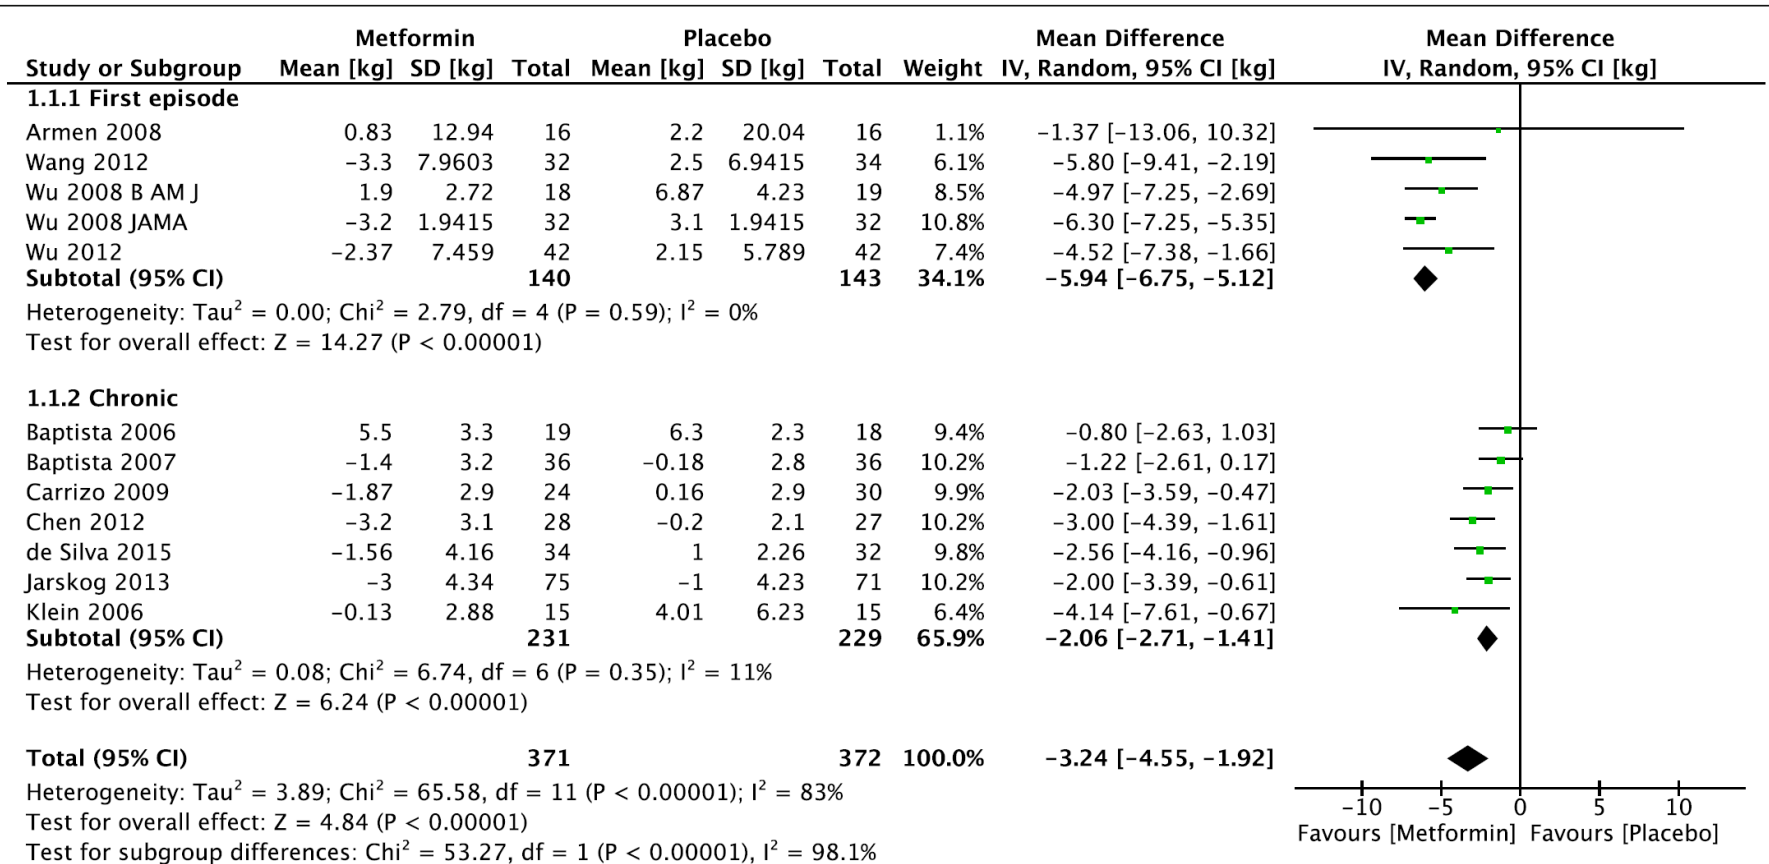 Metformin Placebo Mean Difference Mean Difference
Study or Subgroup Mean [kg] SD [kg] Total Mean [kg] SD [kg] Total Weight IV, Random, 95% CI [kg] IV, Random, 95% CI [kg]
1.1.1 First episode
Armen 2008 0.83 12.94 16 2.2 20.04 16 1.1% −1.37 [−13.06, 10.32]
Wang 2012 −3.3 7.9603 32 2.5 6.9415 34 6.1% −5.80 [−9.41, −2.19]
Wu 2008 B AM J 1.9 2.72 18 6.87 4.23 19 8.5% −4.97 [−7.25, −2.69]
Wu 2008 JAMA −3.2 1.9415 32 3.1 1.9415 32 10.8% −6.30 [−7.25, −5.35]
Wu 2012 −2.37 7.459 42 2.15 5.789 42 7.4% −4.52 [−7.38, −1.66]
Subtotal (95% CI) 140 143 34.1% −5.94 [−6.75, −5.12]
Heterogeneity: Tau² = 0.00; Chi² = 2.79, df = 4 (P = 0.59); I² = 0%
Test for overall effect: Z = 14.27 (P < 0.00001)
1.1.2 Chronic
Baptista 2006 5.5 3.3 19 6.3 2.3 18 9.4% −0.80 [−2.63, 1.03]
Baptista 2007 −1.4 3.2 36 −0.18 2.8 36 10.2% −1.22 [−2.61, 0.17]
Carrizo 2009 −1.87 2.9 24 0.16 2.9 30 9.9% −2.03 [−3.59, −0.47]
Chen 2012 −3.2 3.1 28 −0.2 2.1 27 10.2% −3.00 [−4.39, −1.61]
de Silva 2015 −1.56 4.16 34 1 2.26 32 9.8% −2.56 [−4.16, −0.96]
Jarskog 2013 −3 4.34 75 −1 4.23 71 10.2% −2.00 [−3.39, −0.61]
Klein 2006 −0.13 2.88 15 4.01 6.23 15 6.4% −4.14 [−7.61, −0.67]
Subtotal (95% CI) 231 229 65.9% −2.06 [−2.71, −1.41]
Heterogeneity: Tau² = 0.08; Chi² = 6.74, df = 6 (P = 0.35); I² = 11%
Test for overall effect: Z = 6.24 (P < 0.00001)
Total (95% CI) 371 372 100.0% −3.24 [−4.55, −1.92]
Heterogeneity: Tau² = 3.89; Chi² = 65.58, df = 11 (P < 0.00001); I² = 83%
Test for overall effect: Z = 4.84 (P < 0.00001)
Test for subgroup differences: Chi² = 53.27, df = 1 (P < 0.00001), I² = 98.1%
−10 −5 0 5 10
Favours [Metformin] Favours [Placebo]